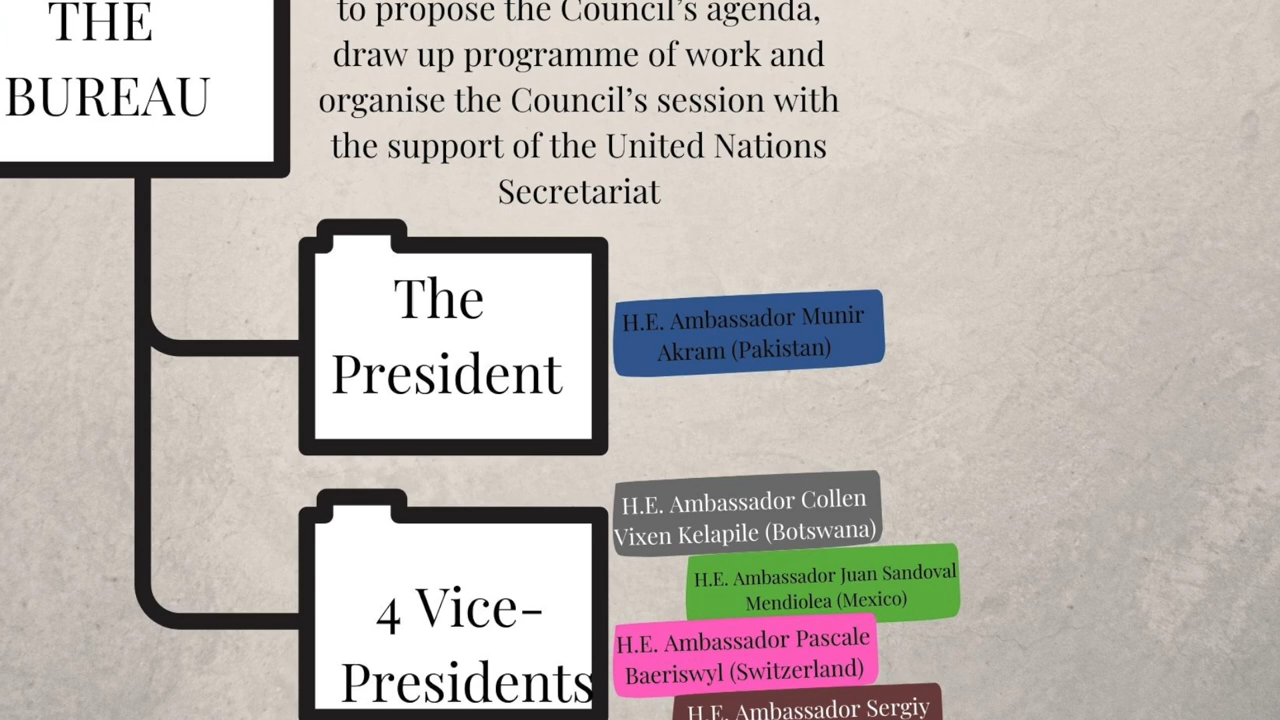 THE
BUREAU
to propose the Council's agenda,
draw up programme of work and
organise the Council's session with
the support of the United Nations
Secretariat
The
President
H.E. Ambassador Munir
Akram (Pakistan)
4 Vice-
Presidents
H.E. Ambassador Collen
Vixen Kelapile (Botswana)
H.E. Ambassador Juan Sandoval
Mendiolea (Mexico)
H.E. Ambassador Pascale
Baeriswyl (Switzerland)
H.E. Ambassador Sergiy